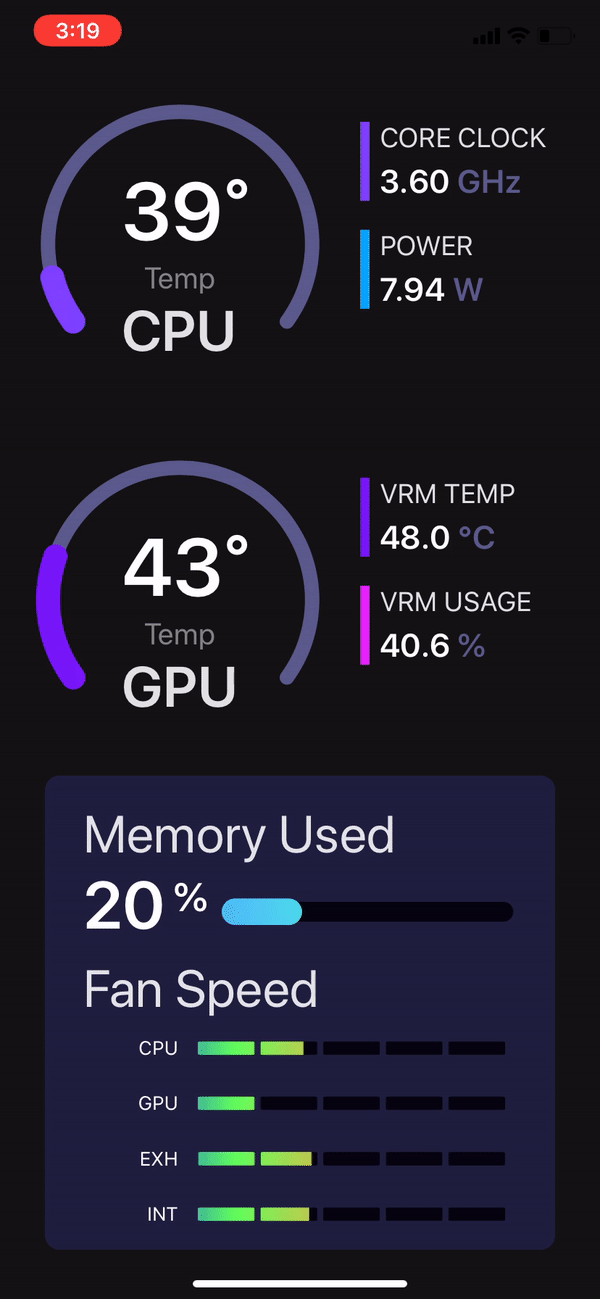 3:19
39°
Temp
CPU
CORE CLOCK
3.60 GHz
POWER
7.94 W
43°
Temp
GPU
VRM TEMP
48.0 °C
VRM USAGE
40.6 %
Memory Used
20 %
Fan Speed
CPU
GPU
EXH
INT